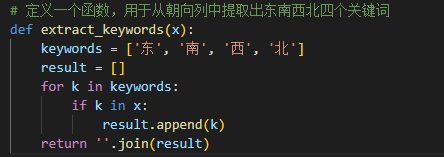 # 定义一个函数，用于从朝向列中提取出东南西北四个关键词
def extract_keywords(x):
    keywords = ['东', '南', '西', '北']
    result = []
    for k in keywords:
        if k in x:
            result.append(k)
    return ''.join(result)